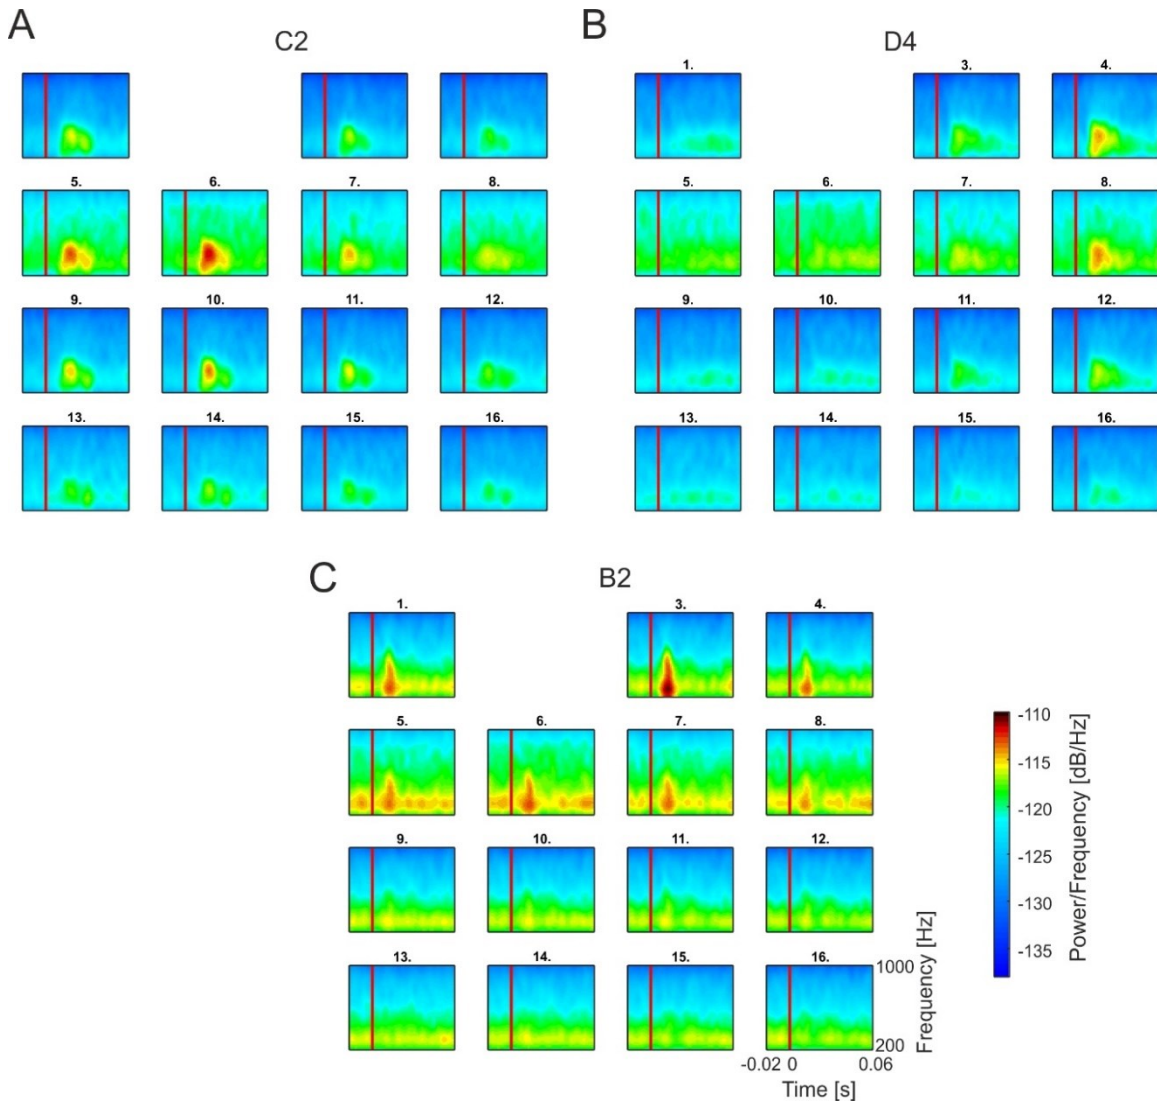 A
C2
5. 6. 7. 8.
9. 10. 11. 12.
13. 14. 15. 16.
B
D4
1. 3. 4.
5. 6. 7. 8.
9. 10. 11. 12.
13. 14. 15. 16.
C
B2
1. 3. 4.
5. 6. 7. 8.
9. 10. 11. 12.
13. 14. 15. 16.
1000
200
Frequency [Hz]
-0.02 0 0.06
Time [s]
-110
-115
-120
-125
-130
-135
Power/Frequency [dB/Hz]